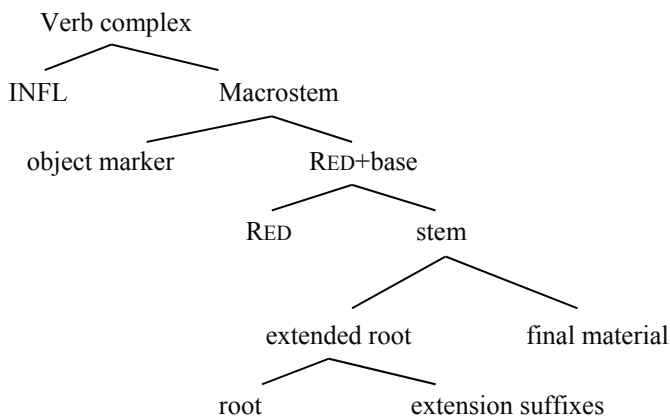 Verb complex
INFL Macrostem
object marker RED+base
RED stem
extended root final material
root extension suffixes